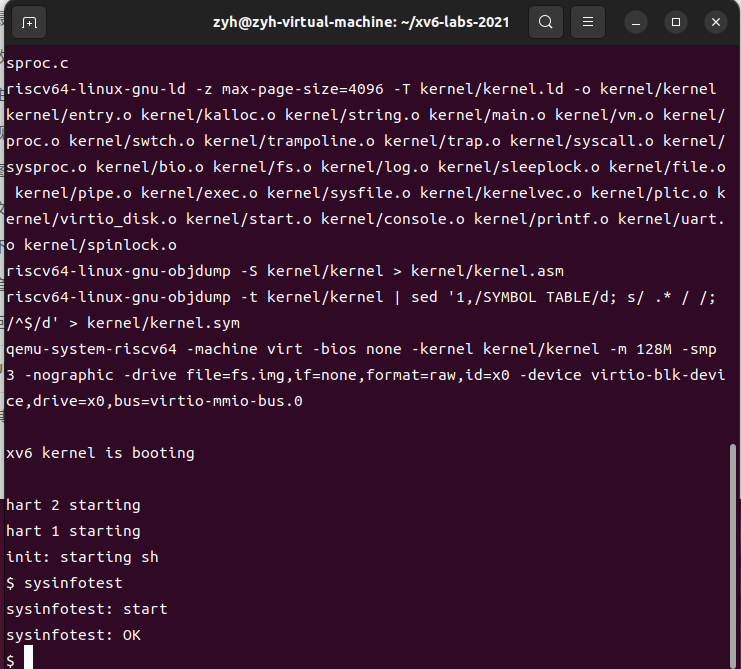 zyh@zyh-virtual-machine: ~/xv6-labs-2021
sproc.c
riscv64-linux-gnu-ld -z max-page-size=4096 -T kernel/kernel.ld -o kernel/kernel
kernel/entry.o kernel/kalloc.o kernel/string.o kernel/main.o kernel/vm.o kernel/
proc.o kernel/swtch.o kernel/trampoline.o kernel/trap.o kernel/syscall.o kernel/
sysproc.o kernel/bio.o kernel/fs.o kernel/log.o kernel/sleeplock.o kernel/file.o
 kernel/pipe.o kernel/exec.o kernel/sysfile.o kernel/kernelvec.o kernel/plic.o k
ernel/virtio_disk.o kernel/start.o kernel/console.o kernel/printf.o kernel/uart.
o kernel/spinlock.o
riscv64-linux-gnu-objdump -S kernel/kernel > kernel/kernel.asm
riscv64-linux-gnu-objdump -t kernel/kernel | sed '1,/SYMBOL TABLE/d; s/ .* / /;
/^$/d' > kernel/kernel.sym
qemu-system-riscv64 -machine virt -bios none -kernel kernel/kernel -m 128M -smp
3 -nographic -drive file=fs.img,if=none,format=raw,id=x0 -device virtio-blk-devi
ce,drive=x0,bus=virtio-mmio-bus.0
xv6 kernel is booting
hart 2 starting
hart 1 starting
init: starting sh
$ sysinfotest
sysinfotest: start
sysinfotest: OK
$